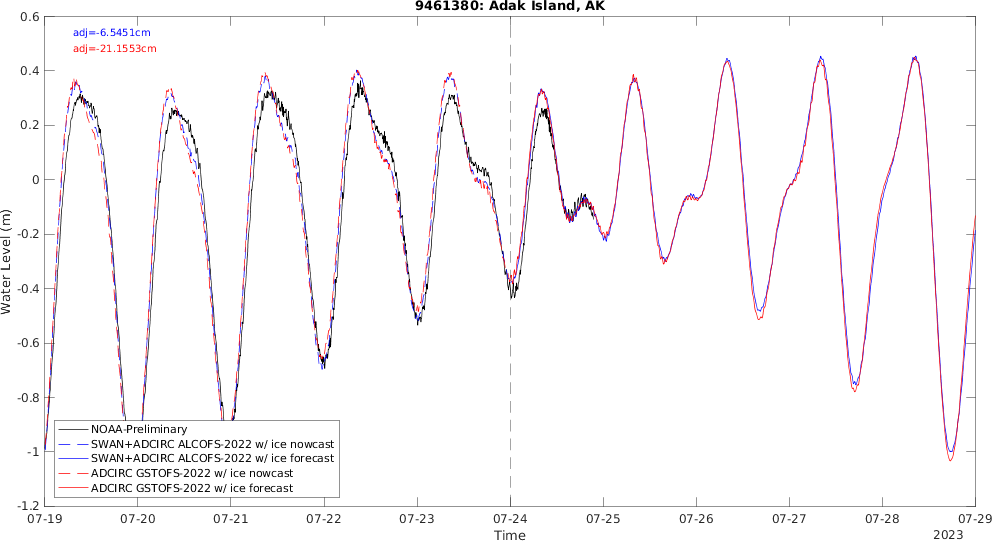 9461380: Adak Island, AK
adj=-6.5451cm
adj=-21.1553cm
Water Level (m)
0.6
0.4
0.2
0
-0.2
-0.4
-0.6
-0.8
-1
-1.2
NOAA-Preliminary
SWAN+ADCIRC ALCOFS-2022 w/ ice nowcast
SWAN+ADCIRC ALCOFS-2022 w/ ice forecast
ADCIRC GSTOFS-2022 w/ ice nowcast
ADCIRC GSTOFS-2022 w/ ice forecast
07-19 07-20 07-21 07-22 07-23 07-24 07-25 07-26 07-27 07-28 07-29
Time
2023